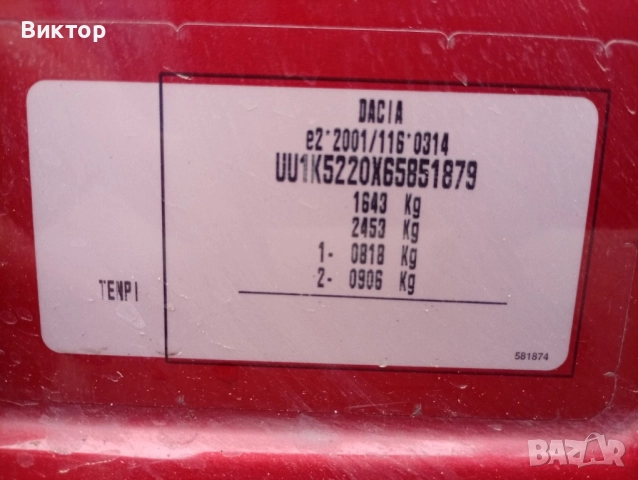 Виктор
DACIA
e2*2001/116*0314
UU1K5220X65851879
1643 Kg
2453 Kg
1- 0818 Kg
2- 0906 Kg
TENPI
581874
BAZAR